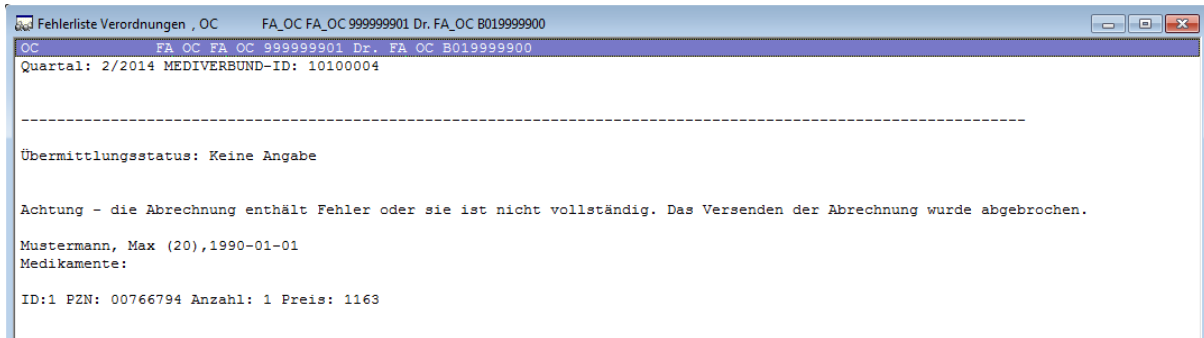 Fehlerliste Verordnungen , OC FA_OC FA_OC 999999901 Dr. FA_OC B019999900
OC FA OC FA OC 999999901 Dr. FA OC B019999900
Quartal: 2/2014 MEDIVERBUND-ID: 10100004
----------------------------------------------------------------------------------------------------------------
Übermittlungsstatus: Keine Angabe
Achtung - die Abrechnung enthält Fehler oder sie ist nicht vollständig. Das Versenden der Abrechnung wurde abgebrochen.
Mustermann, Max (20),1990-01-01
Medikamente:
ID:1 PZN: 00766794 Anzahl: 1 Preis: 1163